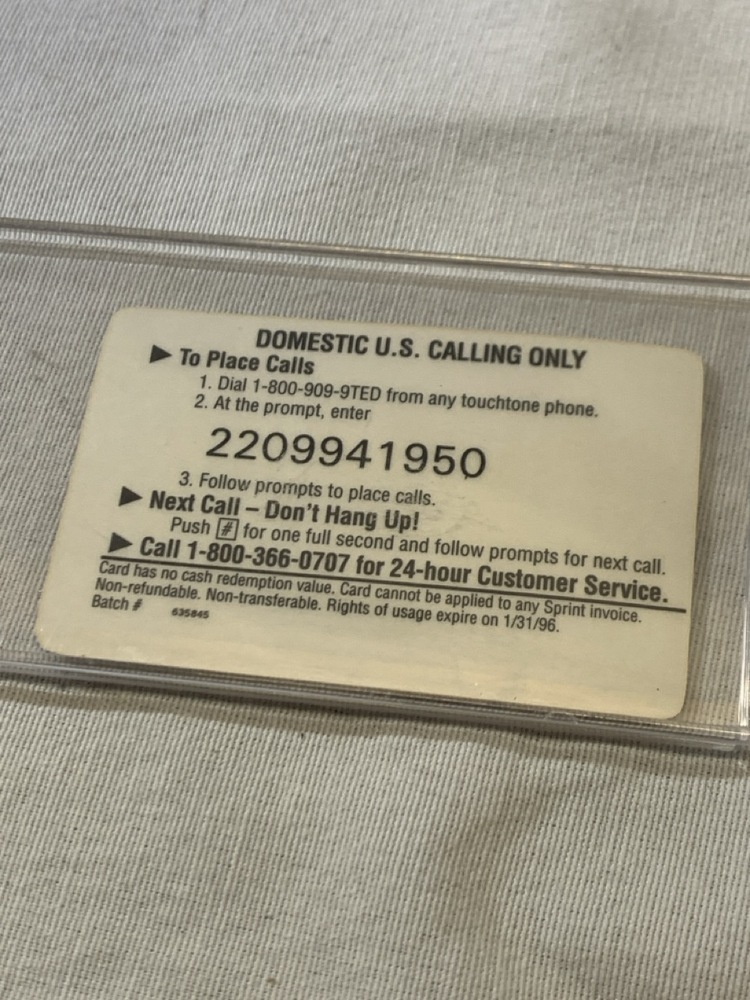 DOMESTIC U.S. CALLING ONLY
▶ To Place Calls
1. Dial 1-800-909-9TED from any touchtone phone.
2. At the prompt, enter
2209941950
3. Follow prompts to place calls.
▶ Next Call – Don't Hang Up!
Push # for one full second and follow prompts for next call.
▶ Call 1-800-366-0707 for 24-hour Customer Service.
Card has no cash redemption value. Card cannot be applied to any Sprint invoice.
Non-refundable. Non-transferable. Rights of usage expire on 1/31/96.
Batch # 635845